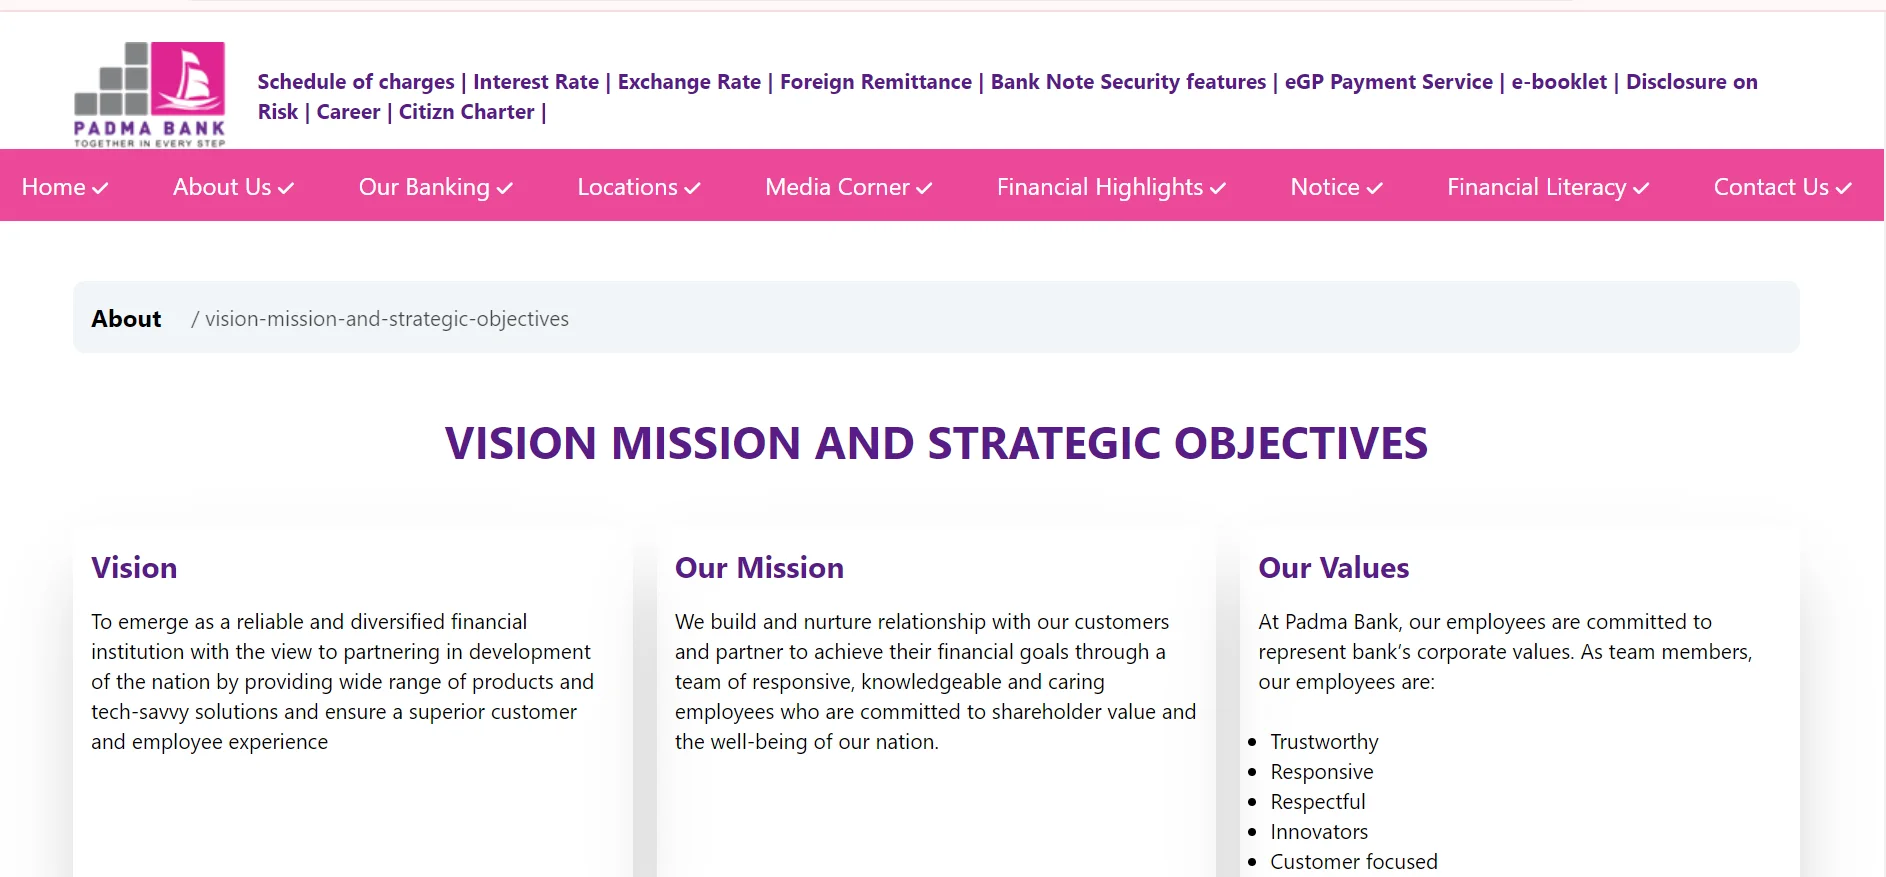 PADMA BANK
TOGETHER IN EVERY STEP
Schedule of charges | Interest Rate | Exchange Rate | Foreign Remittance | Bank Note Security features | eGP Payment Service | e-booklet | Disclosure on
Risk | Career | Citizn Charter |
Home About Us Our Banking Locations Media Corner Financial Highlights Notice Financial Literacy Contact Us
About / vision-mission-and-strategic-objectives
VISION MISSION AND STRATEGIC OBJECTIVES
Vision
To emerge as a reliable and diversified financial
institution with the view to partnering in development
of the nation by providing wide range of products and
tech-savvy solutions and ensure a superior customer
and employee experience
Our Mission
We build and nurture relationship with our customers
and partner to achieve their financial goals through a
team of responsive, knowledgeable and caring
employees who are committed to shareholder value and
the well-being of our nation.
Our Values
At Padma Bank, our employees are committed to
represent bank’s corporate values. As team members,
our employees are:
• Trustworthy
• Responsive
• Respectful
• Innovators
• Customer focused